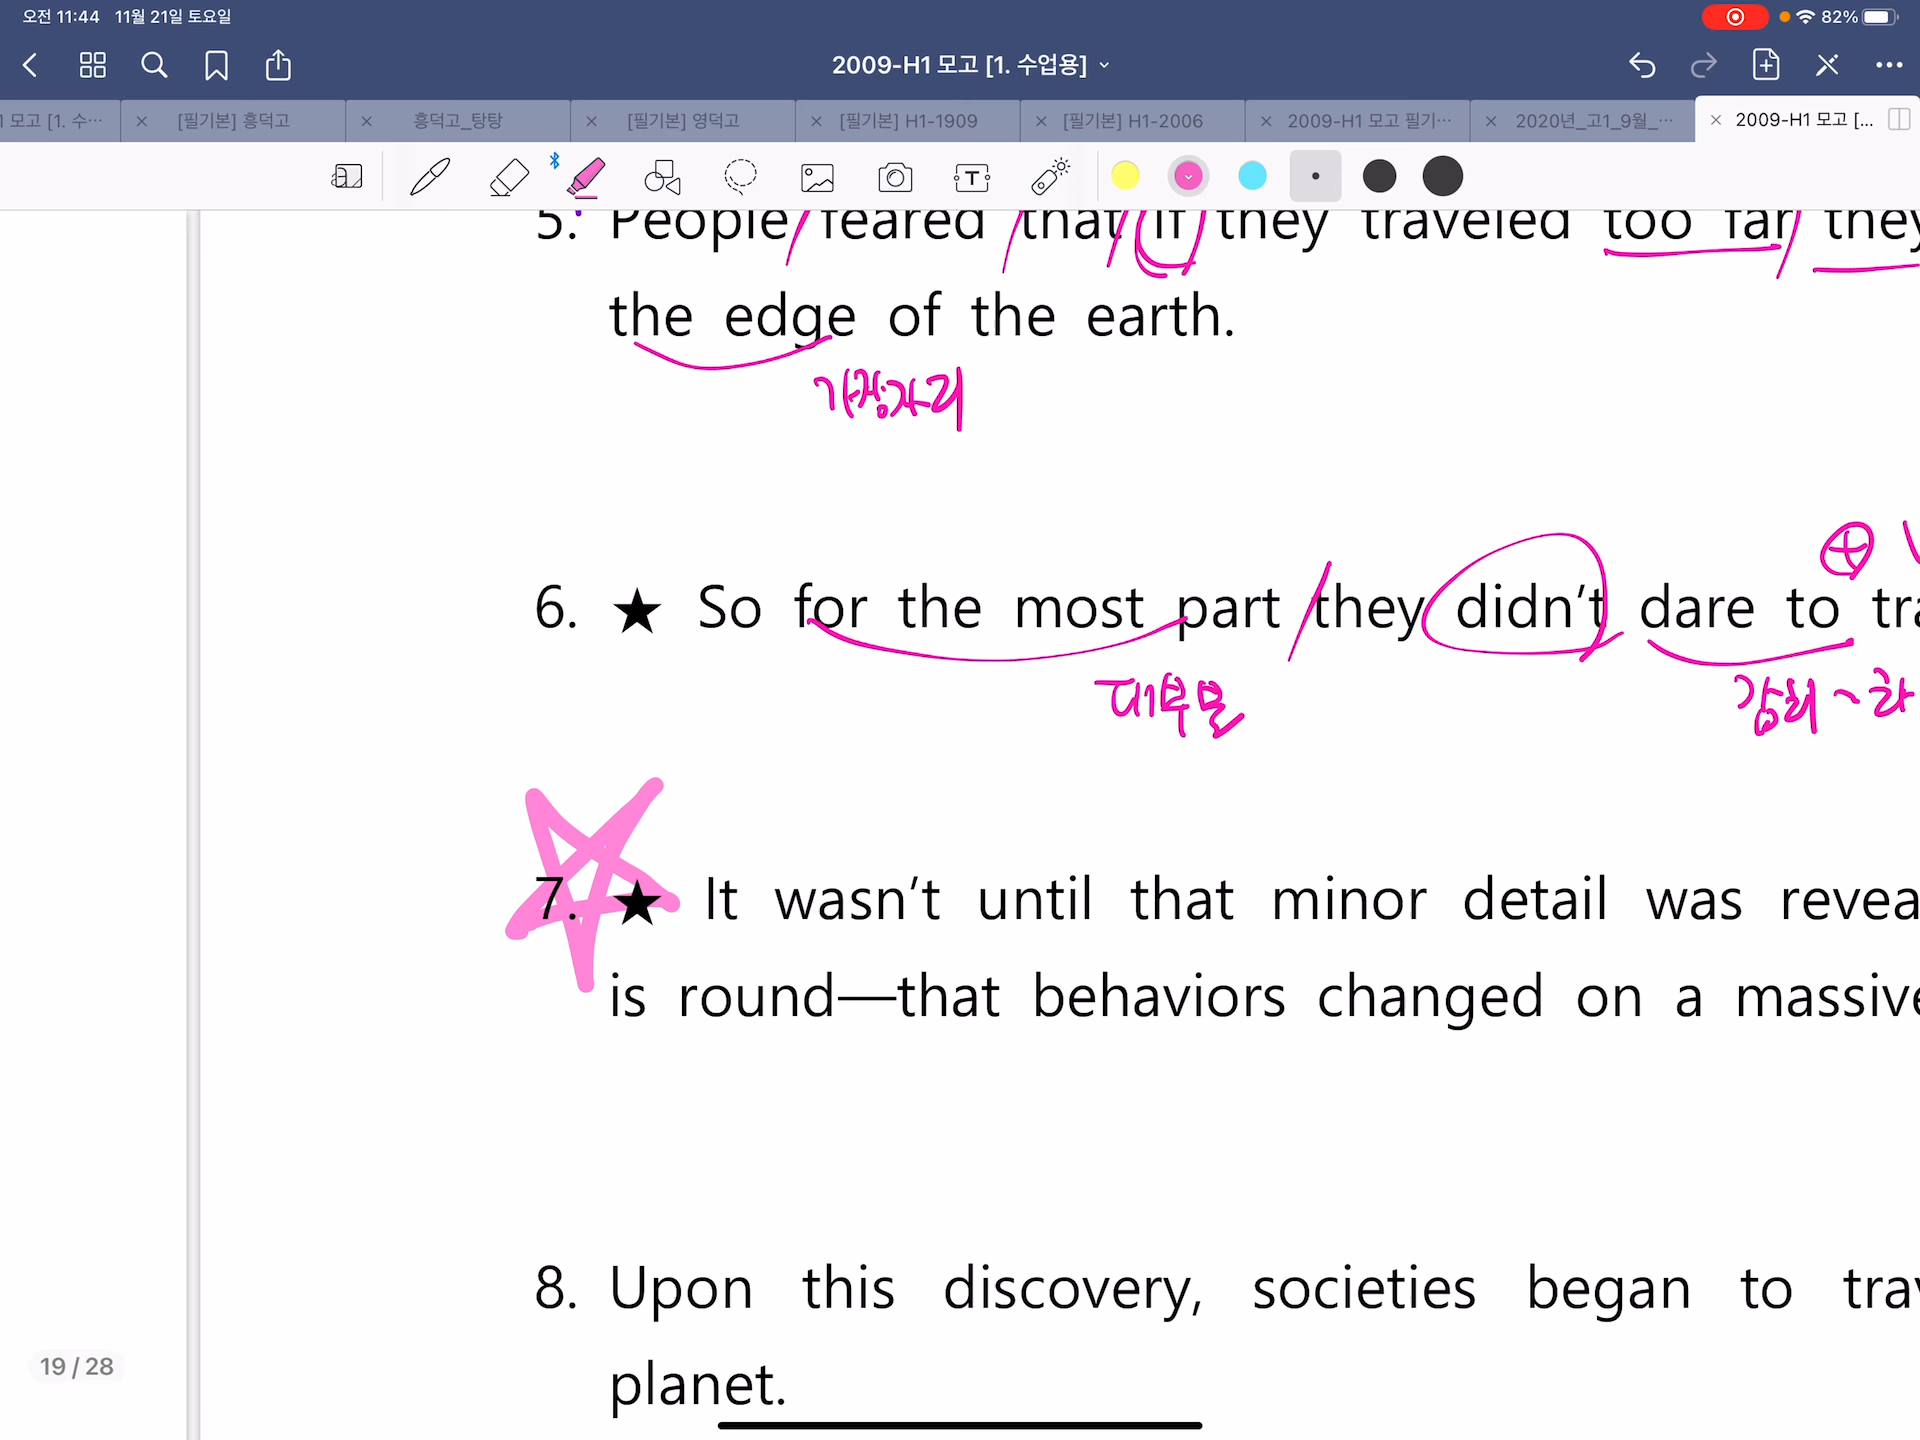 오전 11:44 11월 21일 토요일
82%
2009-H1 모고 [1. 수업용]
모고 [1. 수…
[필기본] 흥덕고
흥덕고_탕탕
[필기본] 영덕고
[필기본] H1-1909
[필기본] H1-2006
2009-H1 모고 필기…
2020년_고1_9월_…
2009-H1 모고 [...
5. People feared that if they traveled too far they
the edge of the earth.
가장자리
6. ★ So for the most part they didn't dare to tra
대부분
감히 ~하
7. ★ It wasn't until that minor detail was revea
is round—that behaviors changed on a massive
8. Upon this discovery, societies began to trav
planet.
19 / 28